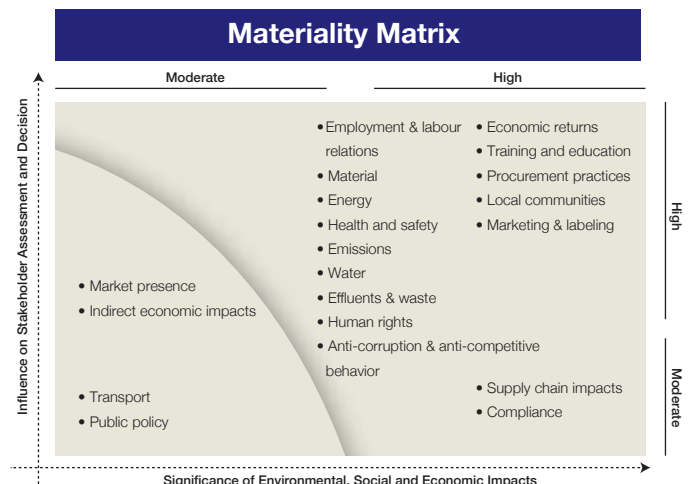 Materiality Matrix
Moderate
High
Influence on Stakeholder Assessment and Decision
• Employment & labour
relations
• Material
• Energy
• Health and safety
• Emissions
• Water
• Effluents & waste
• Human rights
• Anti-corruption & anti-competitive
behavior
• Economic returns
• Training and education
• Procurement practices
• Local communities
• Marketing & labeling
High
• Market presence
• Indirect economic impacts
• Transport
• Public policy
• Supply chain impacts
• Compliance
Moderate
Significance of Environmental, Social and Economic Impacts